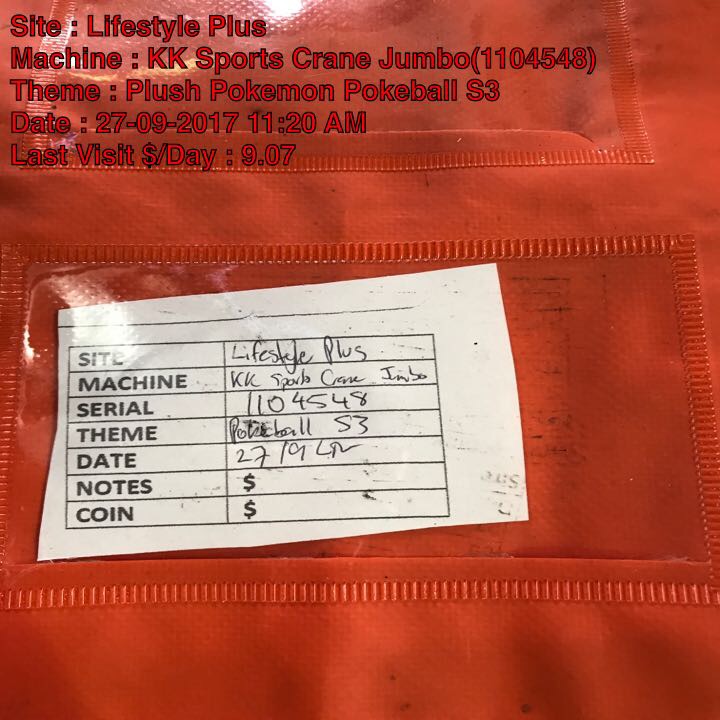 Site : Lifestyle Plus
Machine : KK Sports Crane Jumbo(1104548)
Theme : Plush Pokemon Pokeball S3
Date : 27-09-2017 11:20 AM
Last Visit $/Day : 9.07
SITE Lifestyle Plus
MACHINE KK Sports Crane Jumbo
SERIAL 1104548
THEME Pokeball S3
DATE 27/9
NOTES $
COIN $